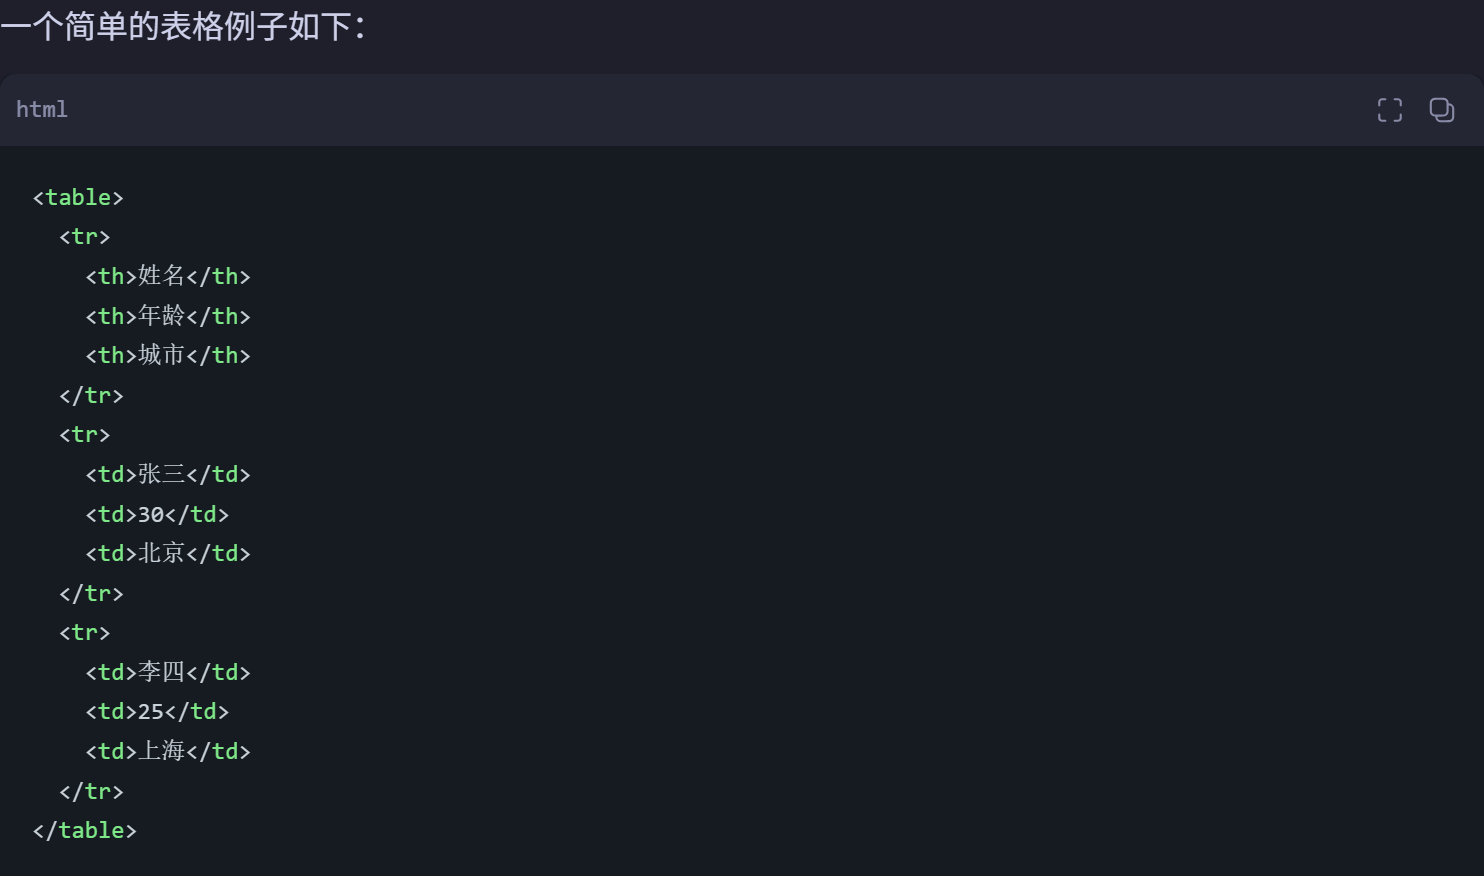 一个简单的表格例子如下：
html
<table>
  <tr>
    <th>姓名</th>
    <th>年龄</th>
    <th>城市</th>
  </tr>
  <tr>
    <td>张三</td>
    <td>30</td>
    <td>北京</td>
  </tr>
  <tr>
    <td>李四</td>
    <td>25</td>
    <td>上海</td>
  </tr>
</table>